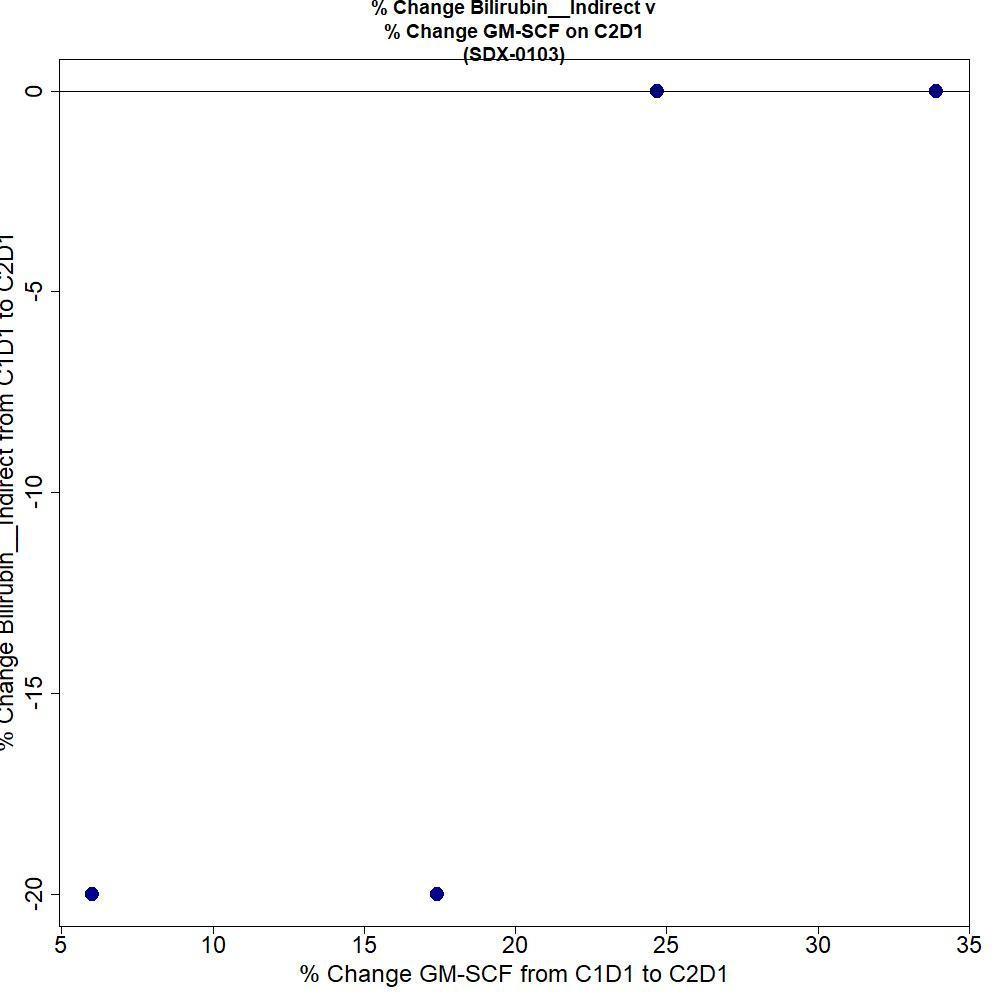 % Change Bilirubin__Indirect v
% Change GM-SCF on C2D1
(SDX-0103)
% Change Bilirubin__Indirect from C1D1 to C2D1
0
-5
-10
-15
-20
5 10 15 20 25 30 35
% Change GM-SCF from C1D1 to C2D1